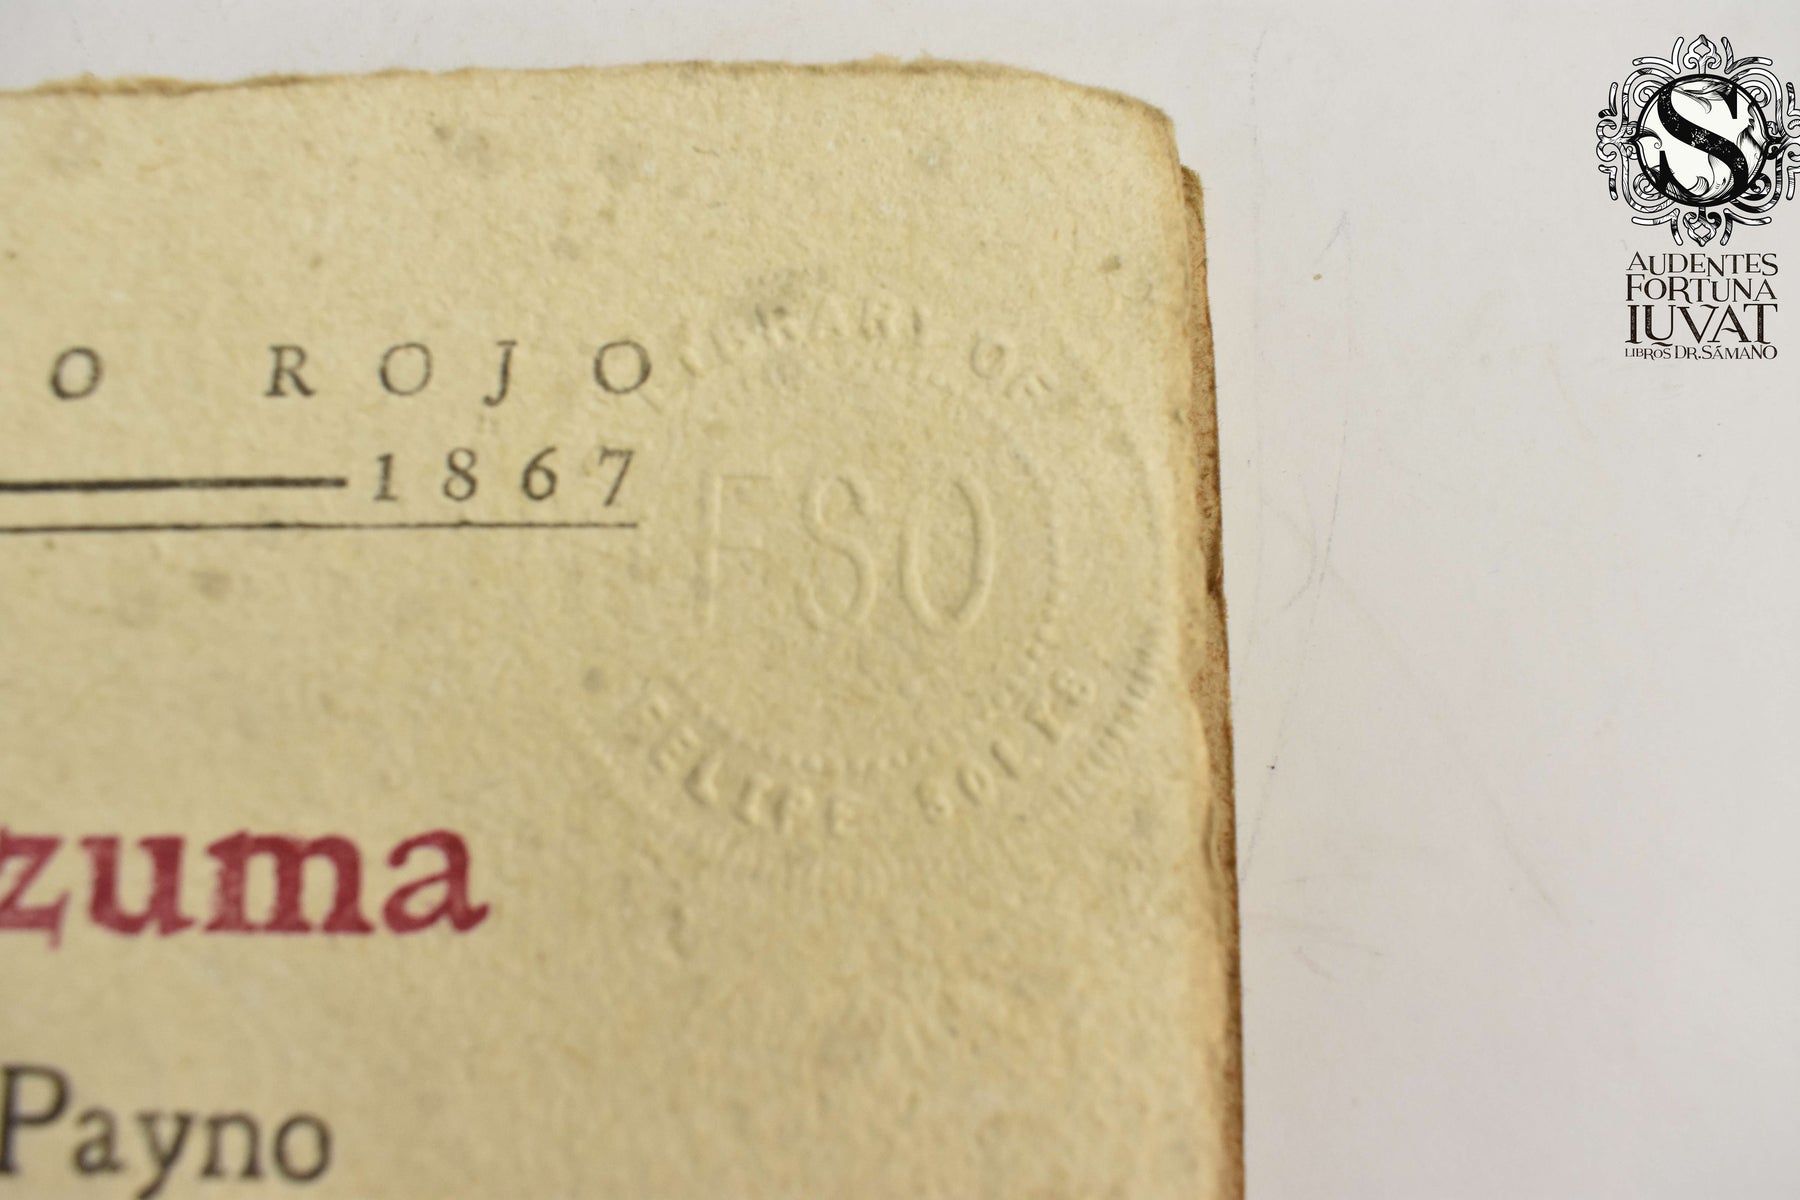 O ROJO
1867
LIBRARY OF
FSO
FELIPE SOLIS
zuma
Payno
S
AUDENTES
FORTUNA
IUVAT
LIBROS DR. SÁMANO